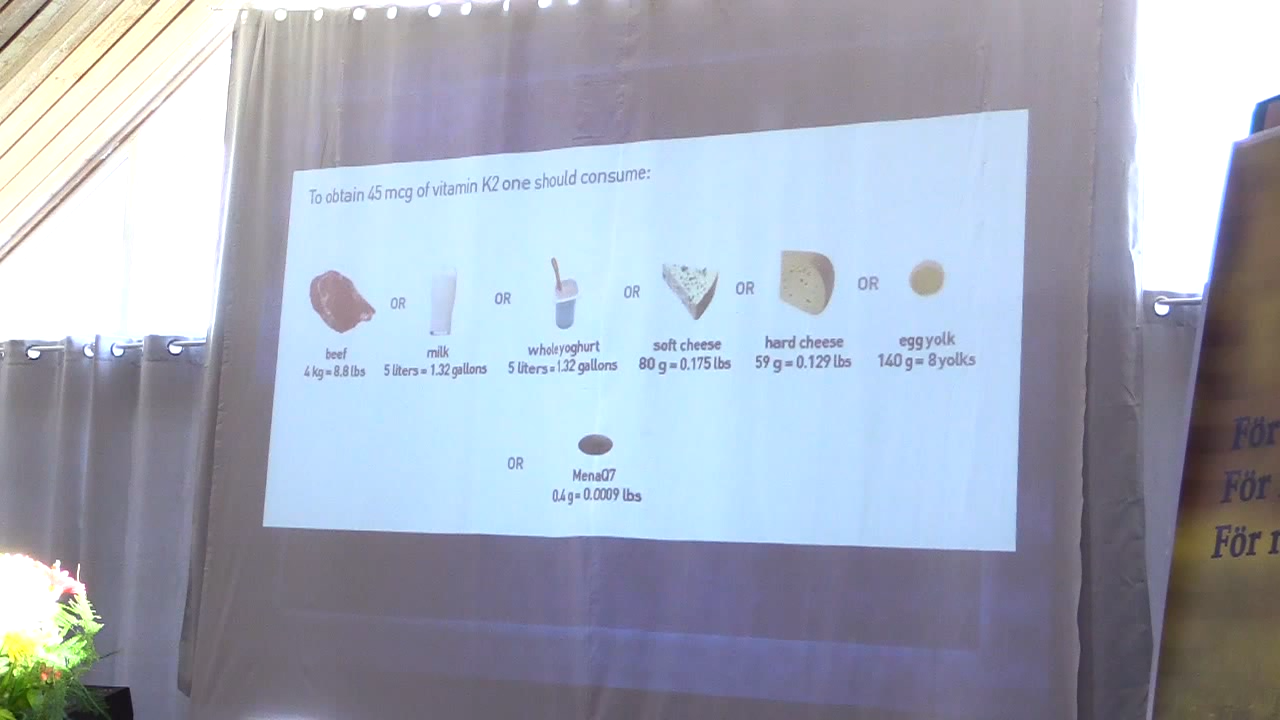 To obtain 45 mcg of vitamin K2 one should consume:
OR
OR
OR
OR
OR
beef
4 kg = 8.8 lbs
milk
5 liters = 1.32 gallons
whole yoghurt
5 liters = 1.32 gallons
soft cheese
80 g = 0.175 lbs
hard cheese
59 g = 0.129 lbs
egg yolk
140 g = 8 yolks
OR
MenaQ7
0.4 g = 0.0009 lbs
För
För
För